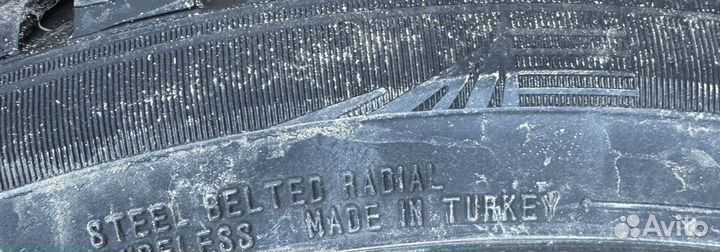 STEEL BELTED RADIAL
MADE IN TURKEY
Avito